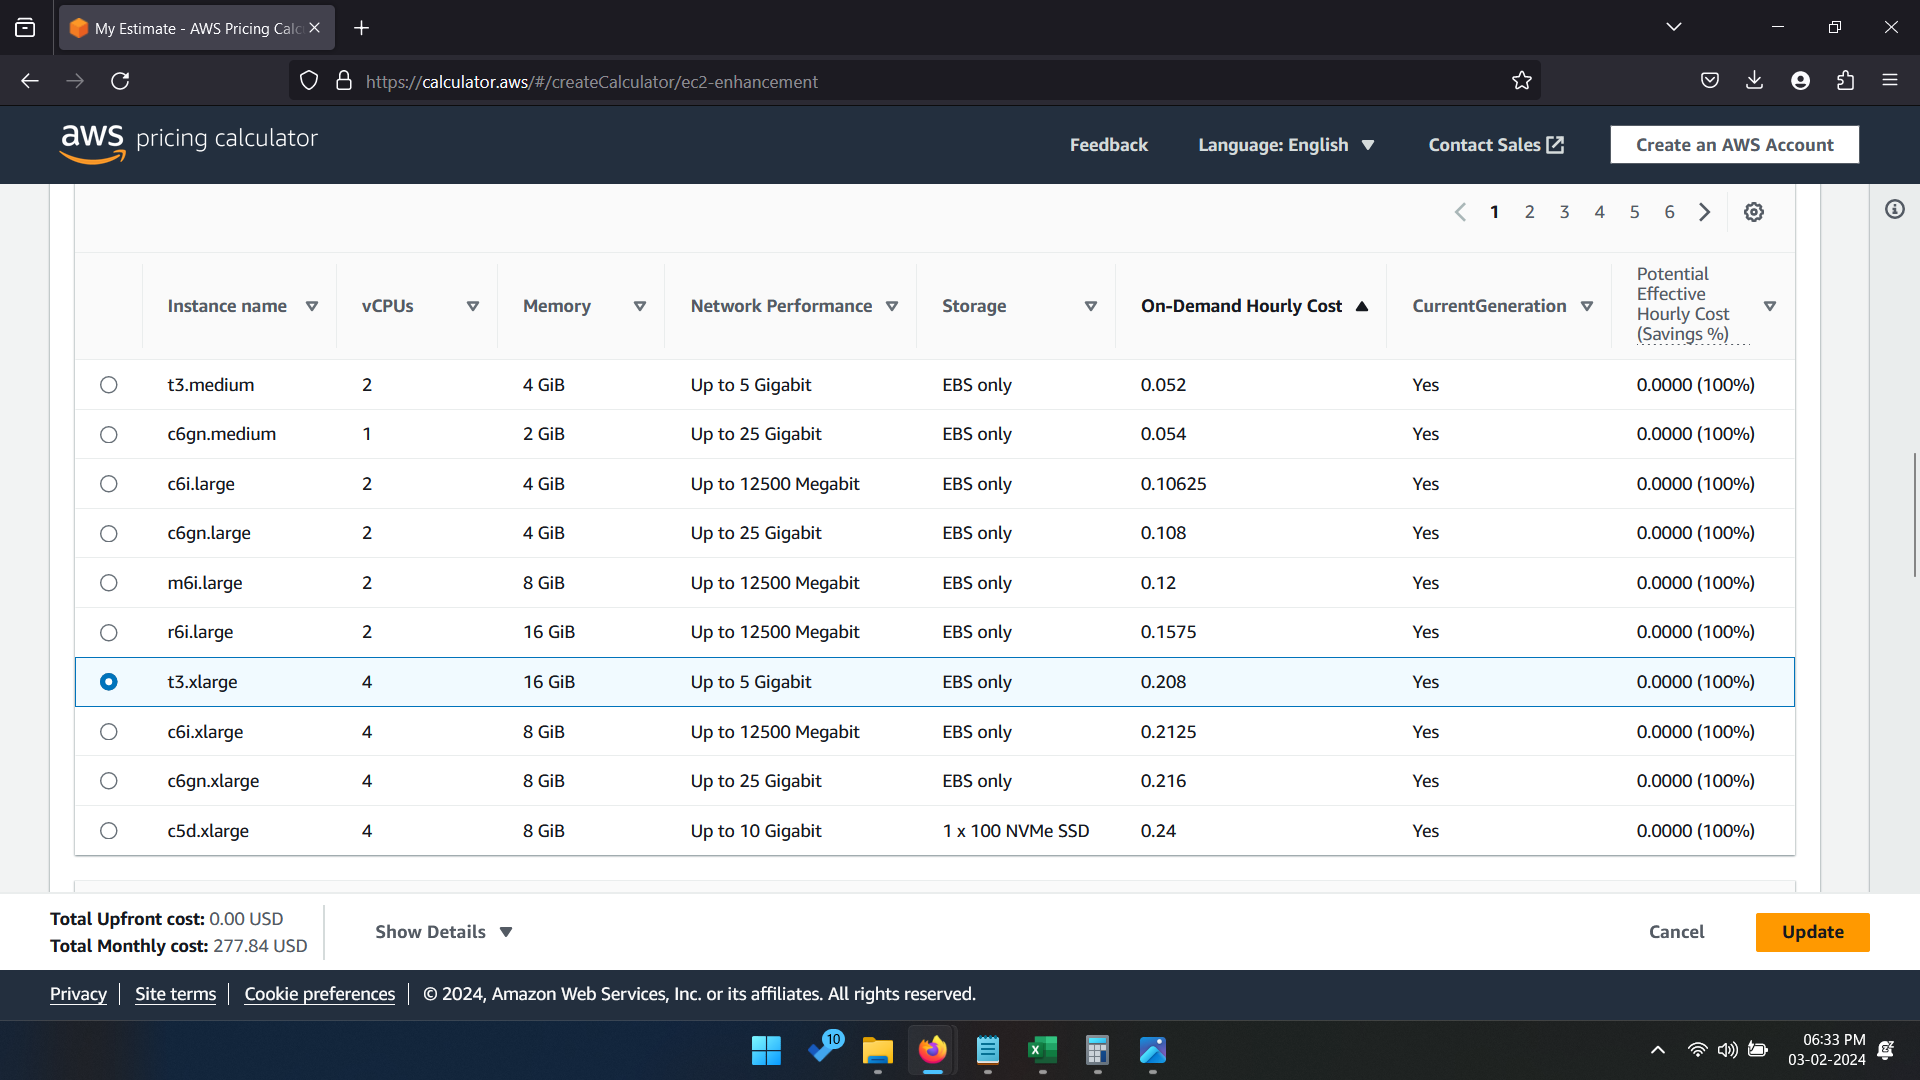 My Estimate - AWS Pricing Calc
https://calculator.aws/#/createCalculator/ec2-enhancement
aws pricing calculator
Feedback
Language: English
Contact Sales
Create an AWS Account
1 2 3 4 5 6
Instance name vCPUs Memory Network Performance Storage On-Demand Hourly Cost CurrentGeneration Potential Effective Hourly Cost (Savings %)
t3.medium 2 4 GiB Up to 5 Gigabit EBS only 0.052 Yes 0.0000 (100%)
c6gn.medium 1 2 GiB Up to 25 Gigabit EBS only 0.054 Yes 0.0000 (100%)
c6i.large 2 4 GiB Up to 12500 Megabit EBS only 0.10625 Yes 0.0000 (100%)
c6gn.large 2 4 GiB Up to 25 Gigabit EBS only 0.108 Yes 0.0000 (100%)
m6i.large 2 8 GiB Up to 12500 Megabit EBS only 0.12 Yes 0.0000 (100%)
r6i.large 2 16 GiB Up to 12500 Megabit EBS only 0.1575 Yes 0.0000 (100%)
t3.xlarge 4 16 GiB Up to 5 Gigabit EBS only 0.208 Yes 0.0000 (100%)
c6i.xlarge 4 8 GiB Up to 12500 Megabit EBS only 0.2125 Yes 0.0000 (100%)
c6gn.xlarge 4 8 GiB Up to 25 Gigabit EBS only 0.216 Yes 0.0000 (100%)
c5d.xlarge 4 8 GiB Up to 10 Gigabit 1 x 100 NVMe SSD 0.24 Yes 0.0000 (100%)
Total Upfront cost: 0.00 USD
Total Monthly cost: 277.84 USD
Show Details
Cancel
Update
Privacy Site terms Cookie preferences © 2024, Amazon Web Services, Inc. or its affiliates. All rights reserved.
10
06:33 PM
03-02-2024